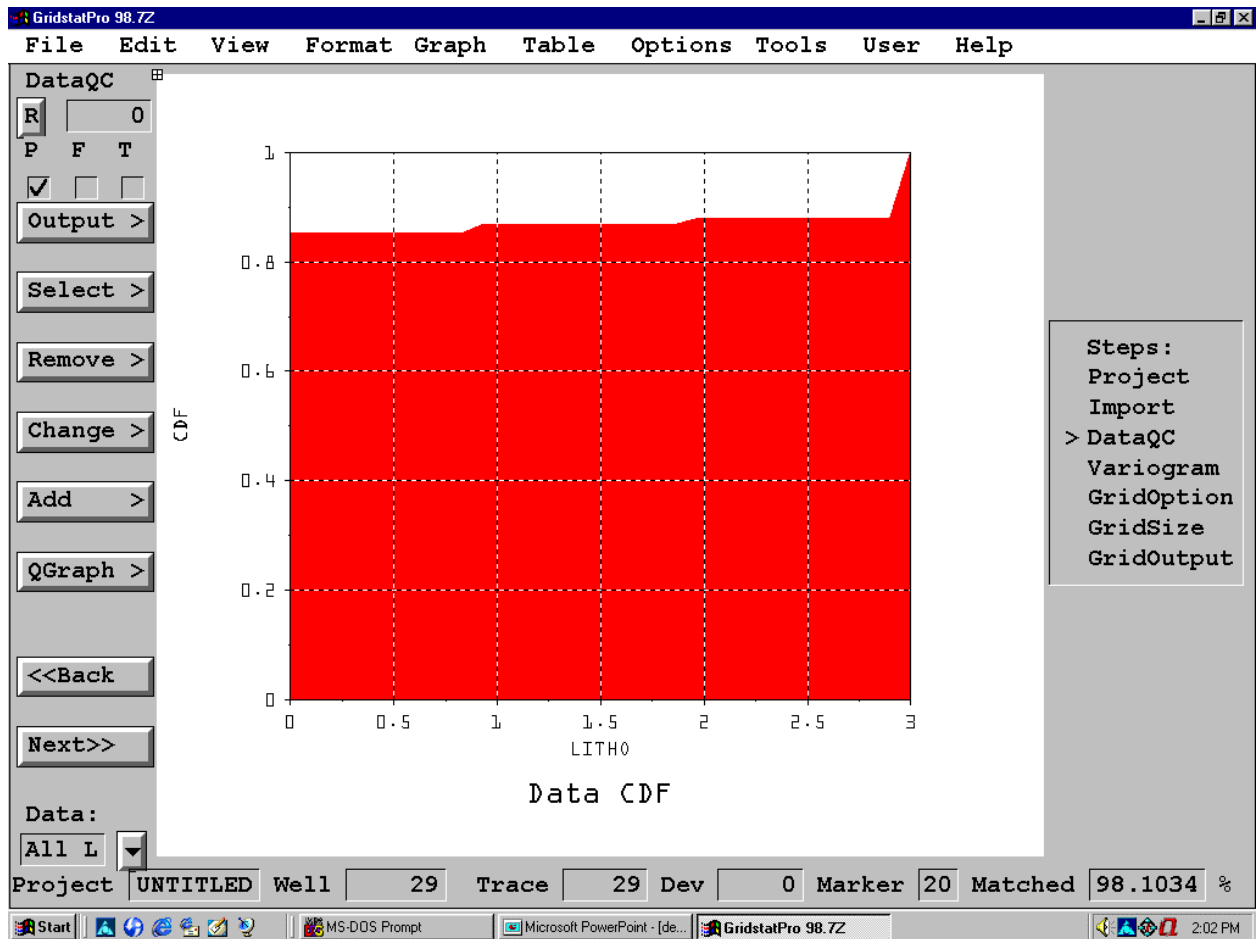 GridstatPro 98.7Z
File Edit View Format Graph Table Options Tools User Help
DataQC
R 0
P F T
Output >
Select >
Remove >
Change >
Add >
QGraph >
<<Back
Next>>
Data:
All L
1
0.8
0.6
0.4
0.2
0
CDF
0 0.5 1 1.5 2 2.5 3
LITHO
Data CDF
Steps:
Project
Import
> DataQC
Variogram
GridOption
GridSize
GridOutput
Project UNTITLED Well 29 Trace 29 Dev 0 Marker 20 Matched 98.1034 %
Start MS-DOS Prompt Microsoft PowerPoint - [de... GridstatPro 98.7Z 2:02 PM